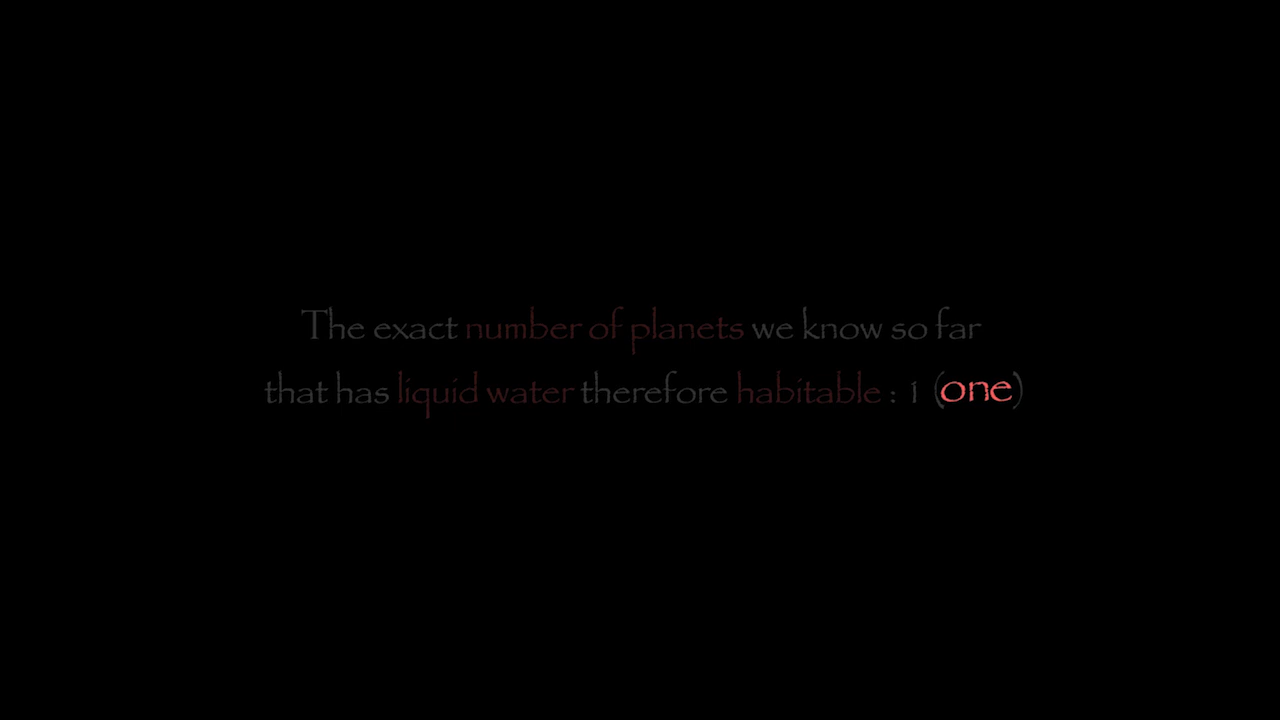 The exact number of planets we know so far
that has liquid water therefore habitable : 1 (one)